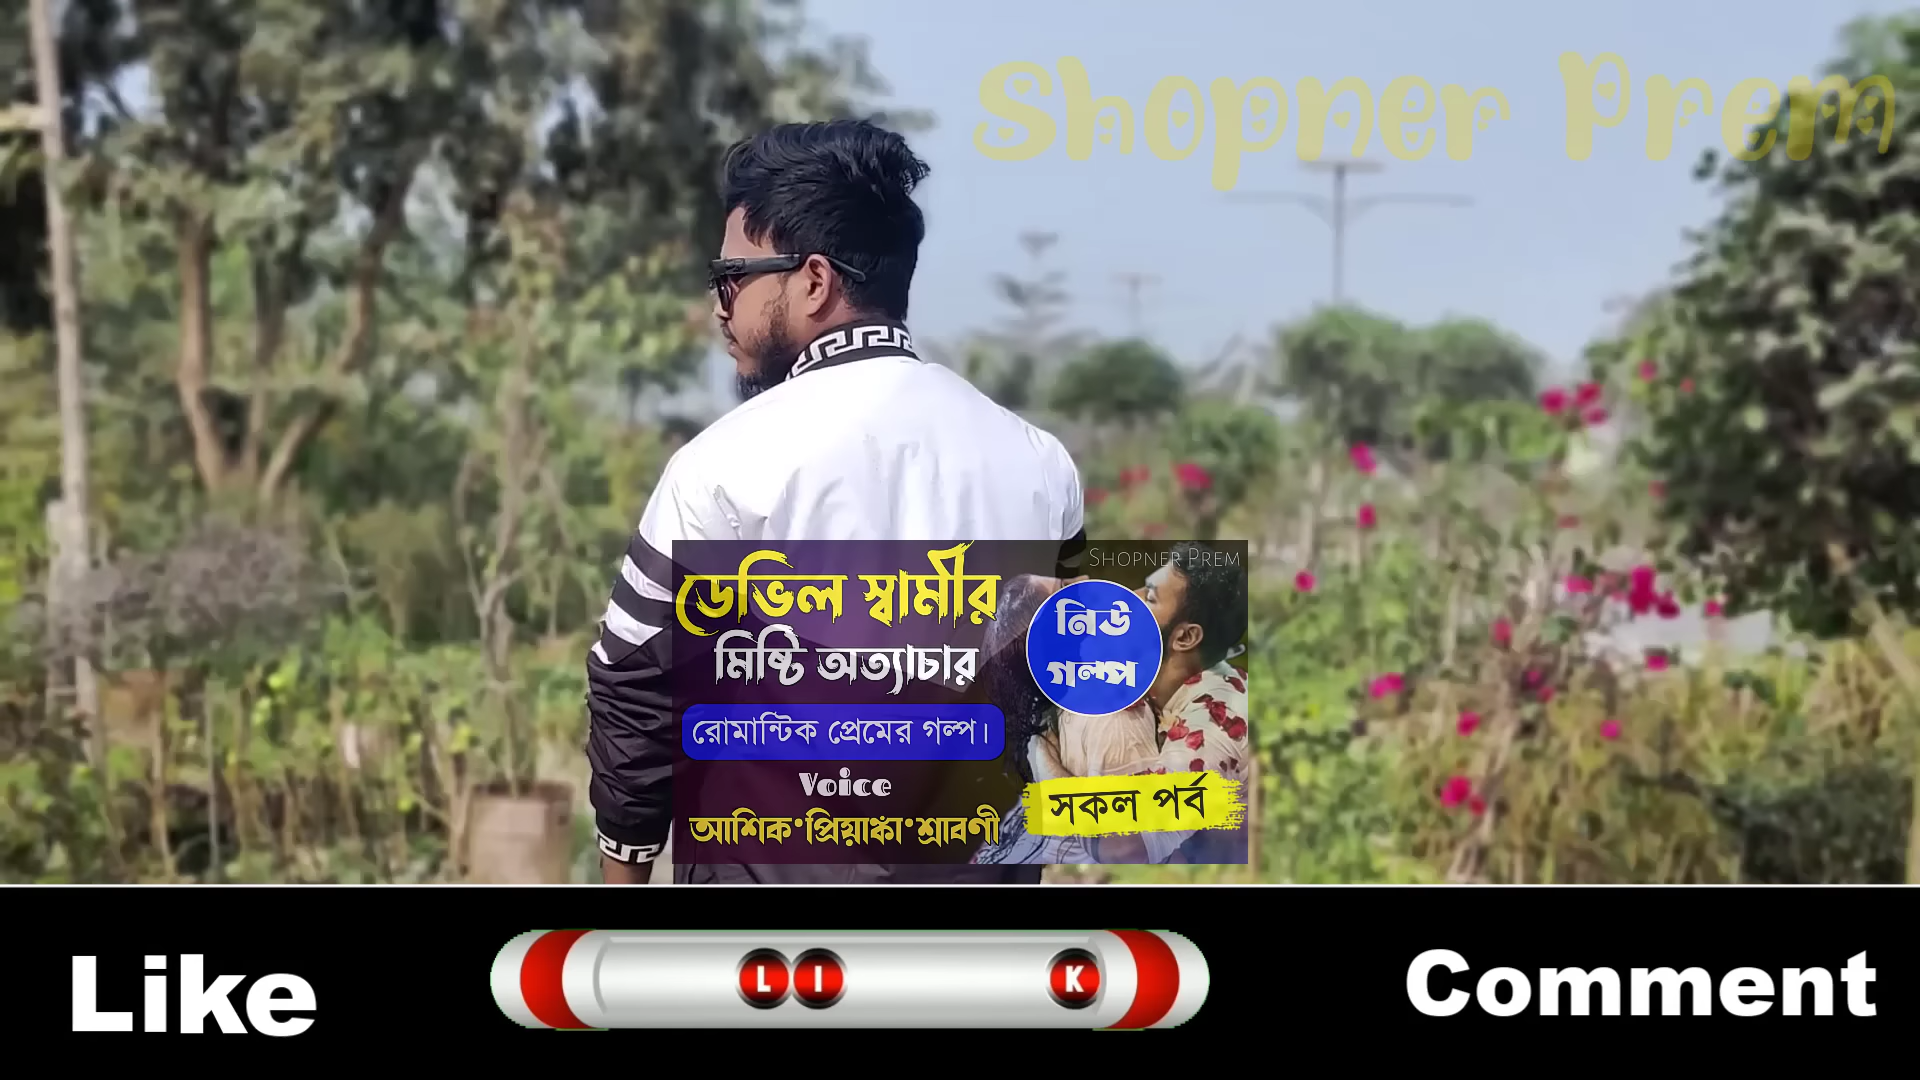 Shopner Prem
SHOPNER PREM
ডেভিল স্বামীর
মিষ্টি অত্যাচার
নিউ
গল্প
রোমান্টিক প্রেমের গল্প।
Voice
আশিক•প্রিয়াঙ্কা•শ্রাবণী
সকল পর্ব
Like
L I K
Comment